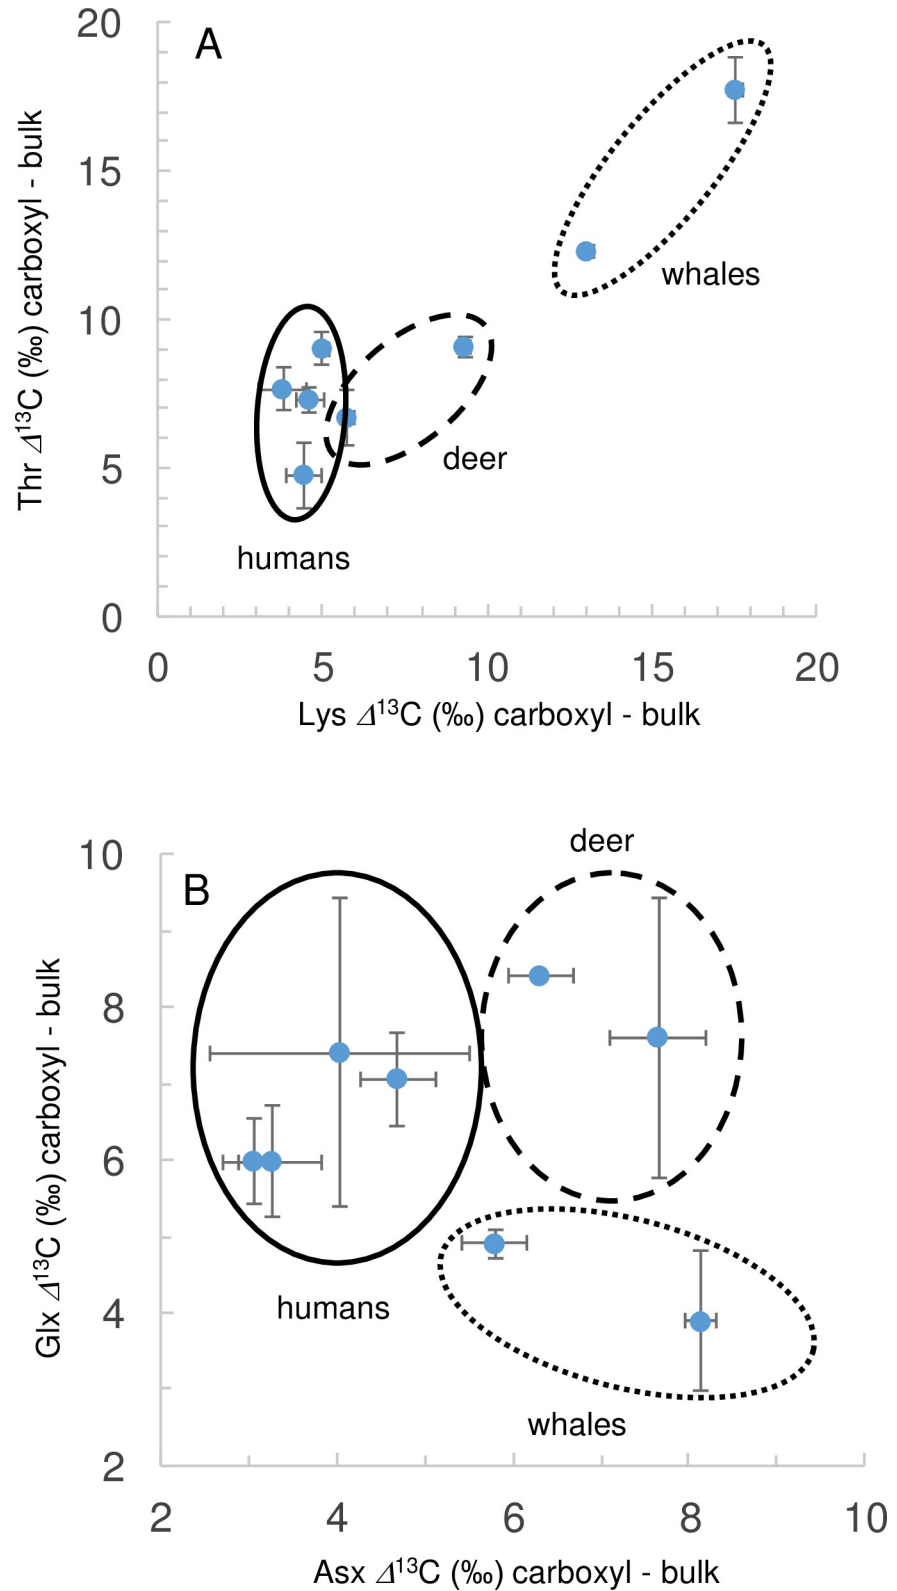 A
20
15
10
5
0
Thr Δ¹³C (‰) carboxyl - bulk
whales
deer
humans
0 5 10 15 20
Lys Δ¹³C (‰) carboxyl - bulk
deer
B
10
8
6
4
2
Glx Δ¹³C (‰) carboxyl - bulk
humans
whales
2 4 6 8 10
Asx Δ¹³C (‰) carboxyl - bulk